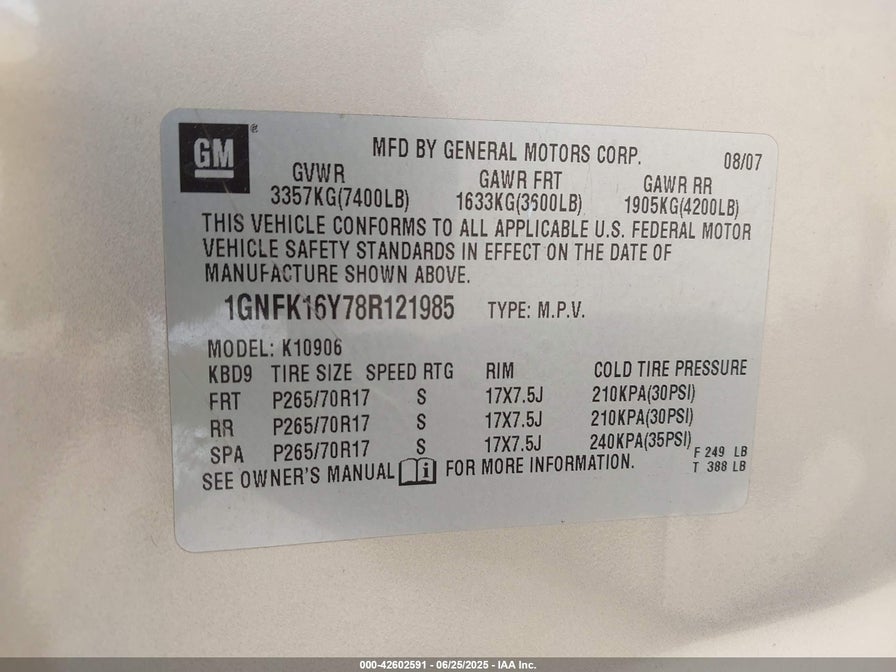 GM®
MFD BY GENERAL MOTORS CORP. 08/07
GVWR GAWR FRT GAWR RR
3357KG(7400LB) 1633KG(3600LB) 1905KG(4200LB)
THIS VEHICLE CONFORMS TO ALL APPLICABLE U.S. FEDERAL MOTOR
VEHICLE SAFETY STANDARDS IN EFFECT ON THE DATE OF
MANUFACTURE SHOWN ABOVE.
1GNFK16Y78R121985 TYPE: M.P.V.
MODEL: K10906
KBD9 TIRE SIZE SPEED RTG RIM COLD TIRE PRESSURE
FRT P265/70R17 S 17X7.5J 210KPA(30PSI)
RR P265/70R17 S 17X7.5J 210KPA(30PSI)
SPA P265/70R17 S 17X7.5J 240KPA(35PSI)
F 249 LB
T 388 LB
SEE OWNER'S MANUAL i FOR MORE INFORMATION.
000-42602591 - 06/25/2025 - IAA Inc.